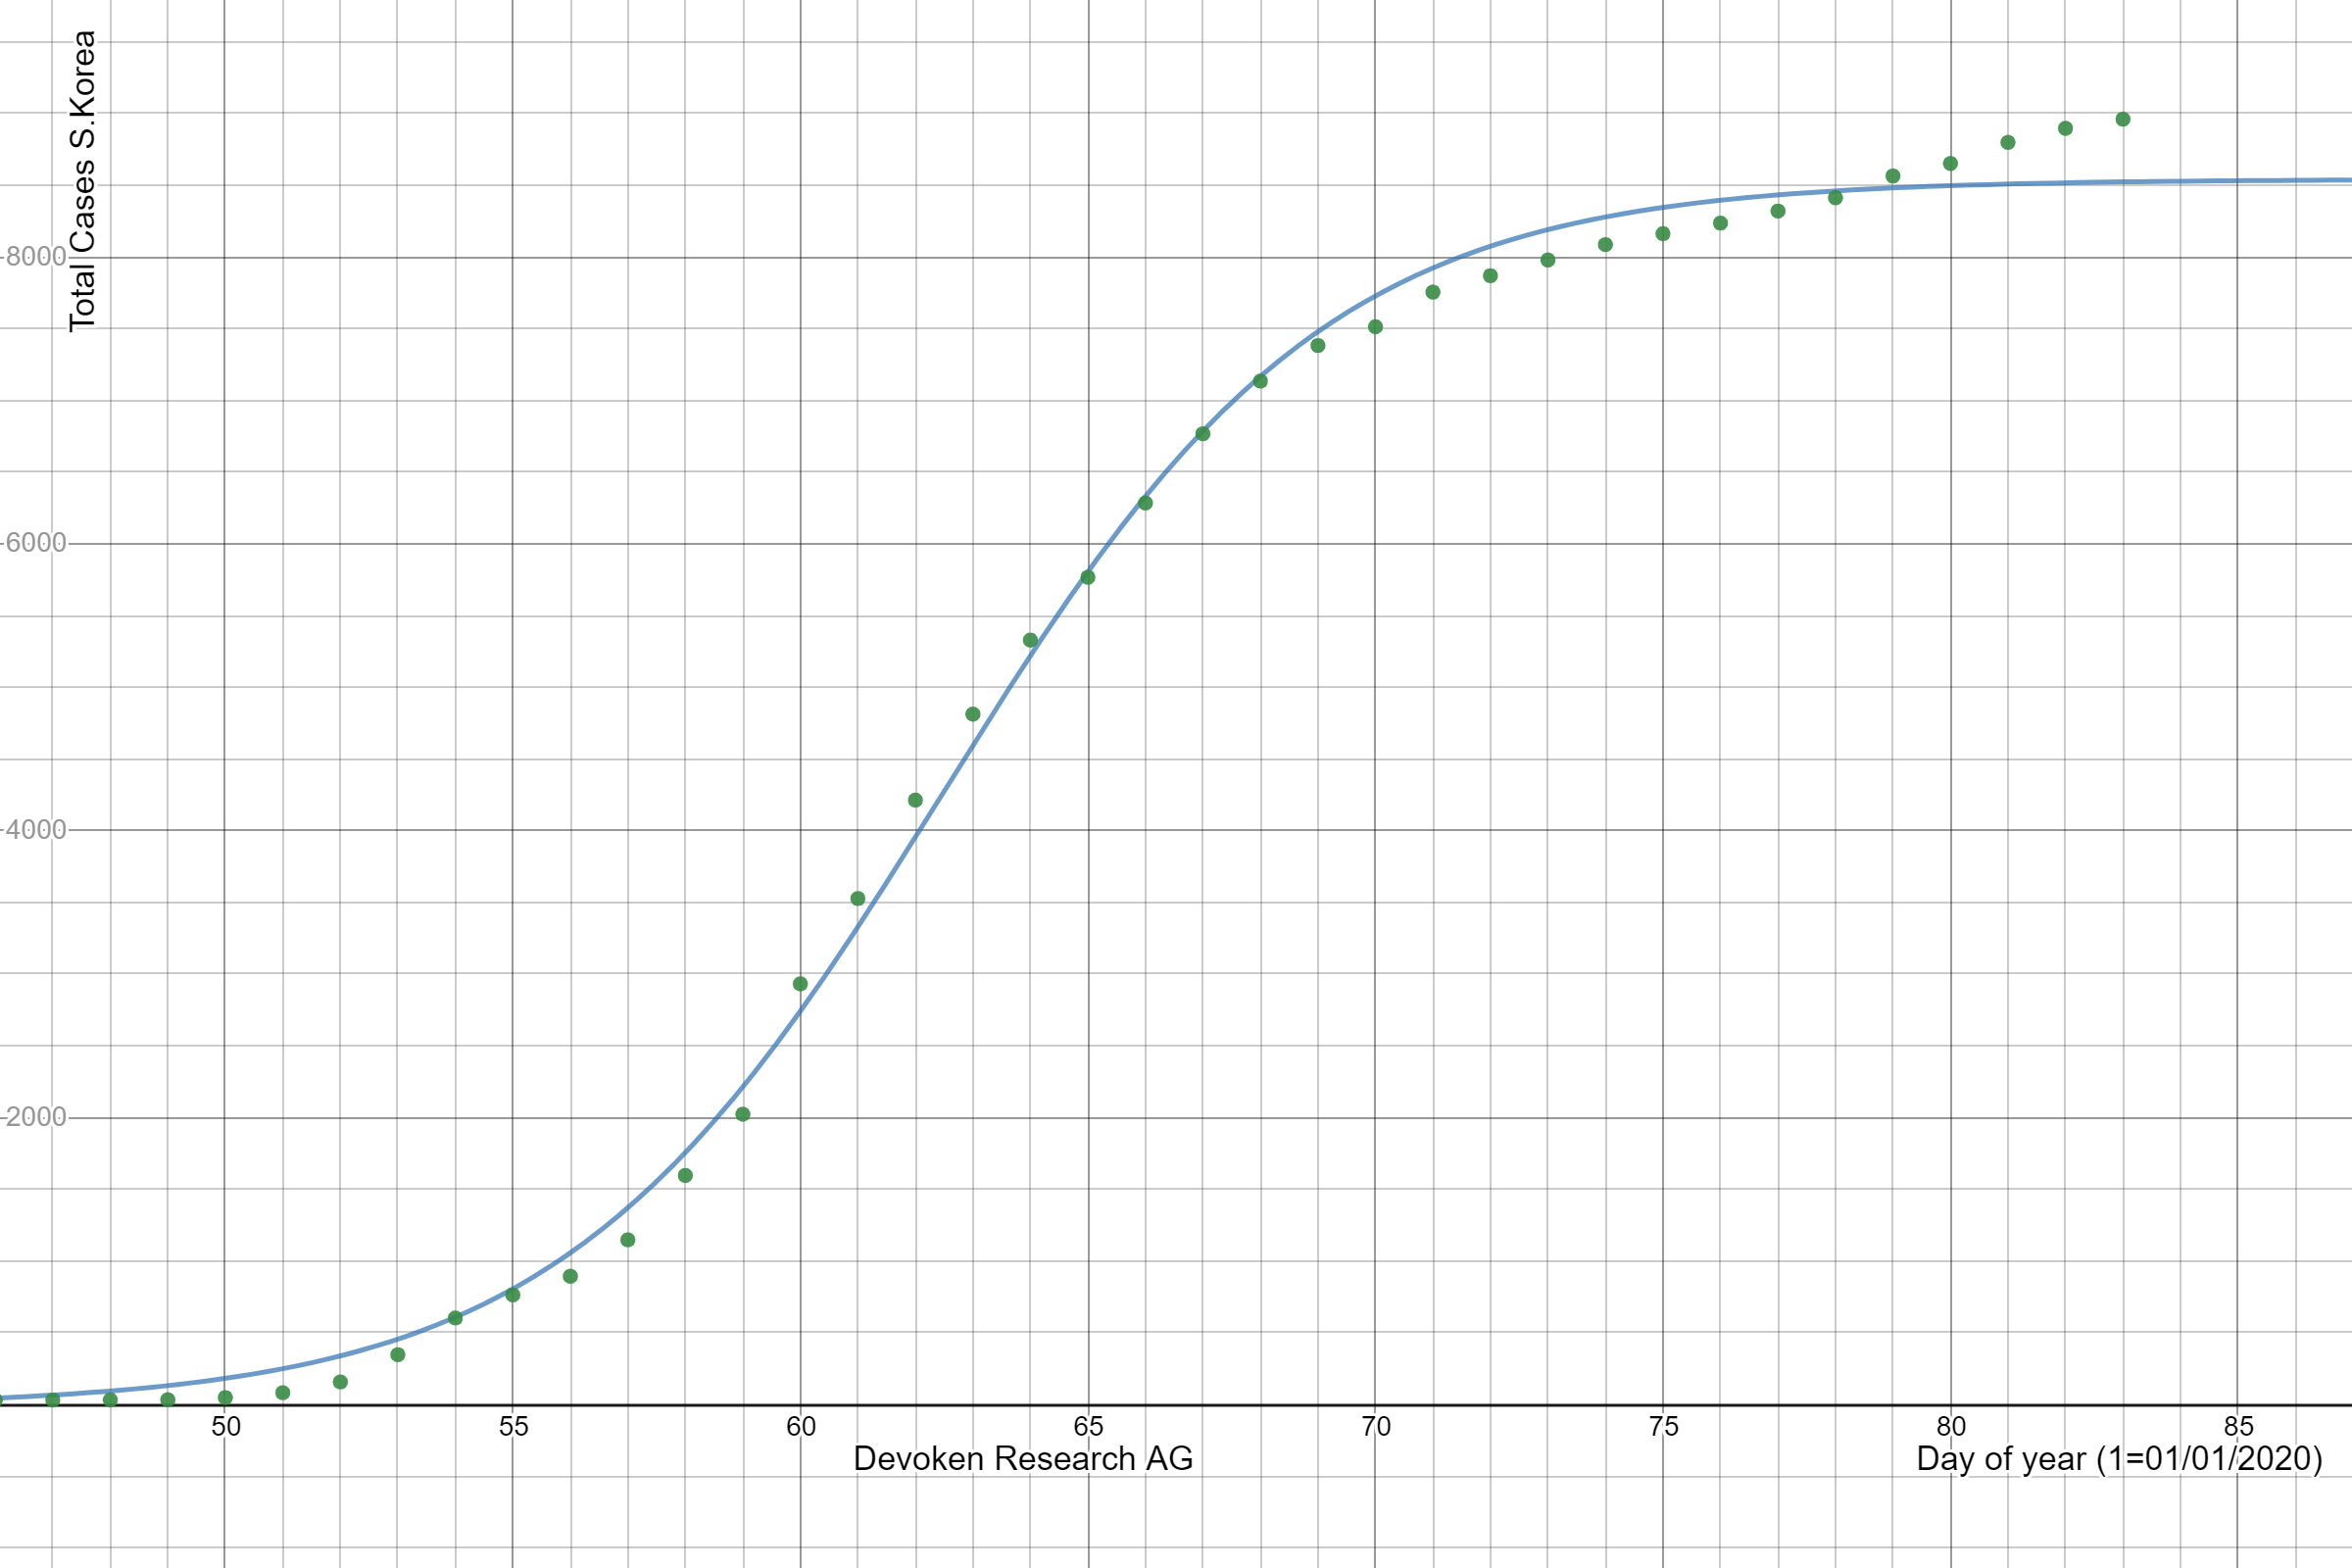 Total Cases S.Korea
8000
6000
4000
2000
50 55 60 65 70 75 80 85
Devoken Research AG
Day of year (1=01/01/2020)